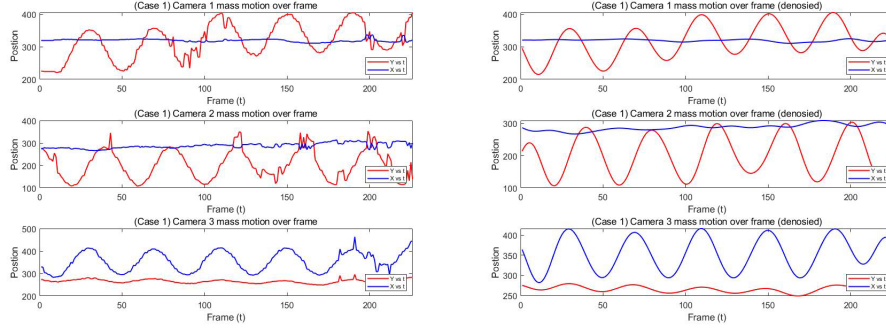 (Case 1) Camera 1 mass motion over frame
400
300
200
Postion
0 50 100 150 200
Frame (t)
Y vs t
X vs t
(Case 1) Camera 2 mass motion over frame
400
300
200
100
Postion
0 50 100 150 200
Frame (t)
Y vs t
X vs t
(Case 1) Camera 3 mass motion over frame
500
400
300
200
Postion
0 50 100 150 200
Frame (t)
Y vs t
X vs t
(Case 1) Camera 1 mass motion over frame (denosied)
400
300
200
Postion
0 50 100 150 200
Frame (t)
Y vs t
X vs t
(Case 1) Camera 2 mass motion over frame (denosied)
300
200
100
Postion
0 50 100 150 200
Frame (t)
Y vs t
X vs t
(Case 1) Camera 3 mass motion over frame (denosied)
400
350
300
250
Postion
0 50 100 150 200
Frame (t)
Y vs t
X vs t